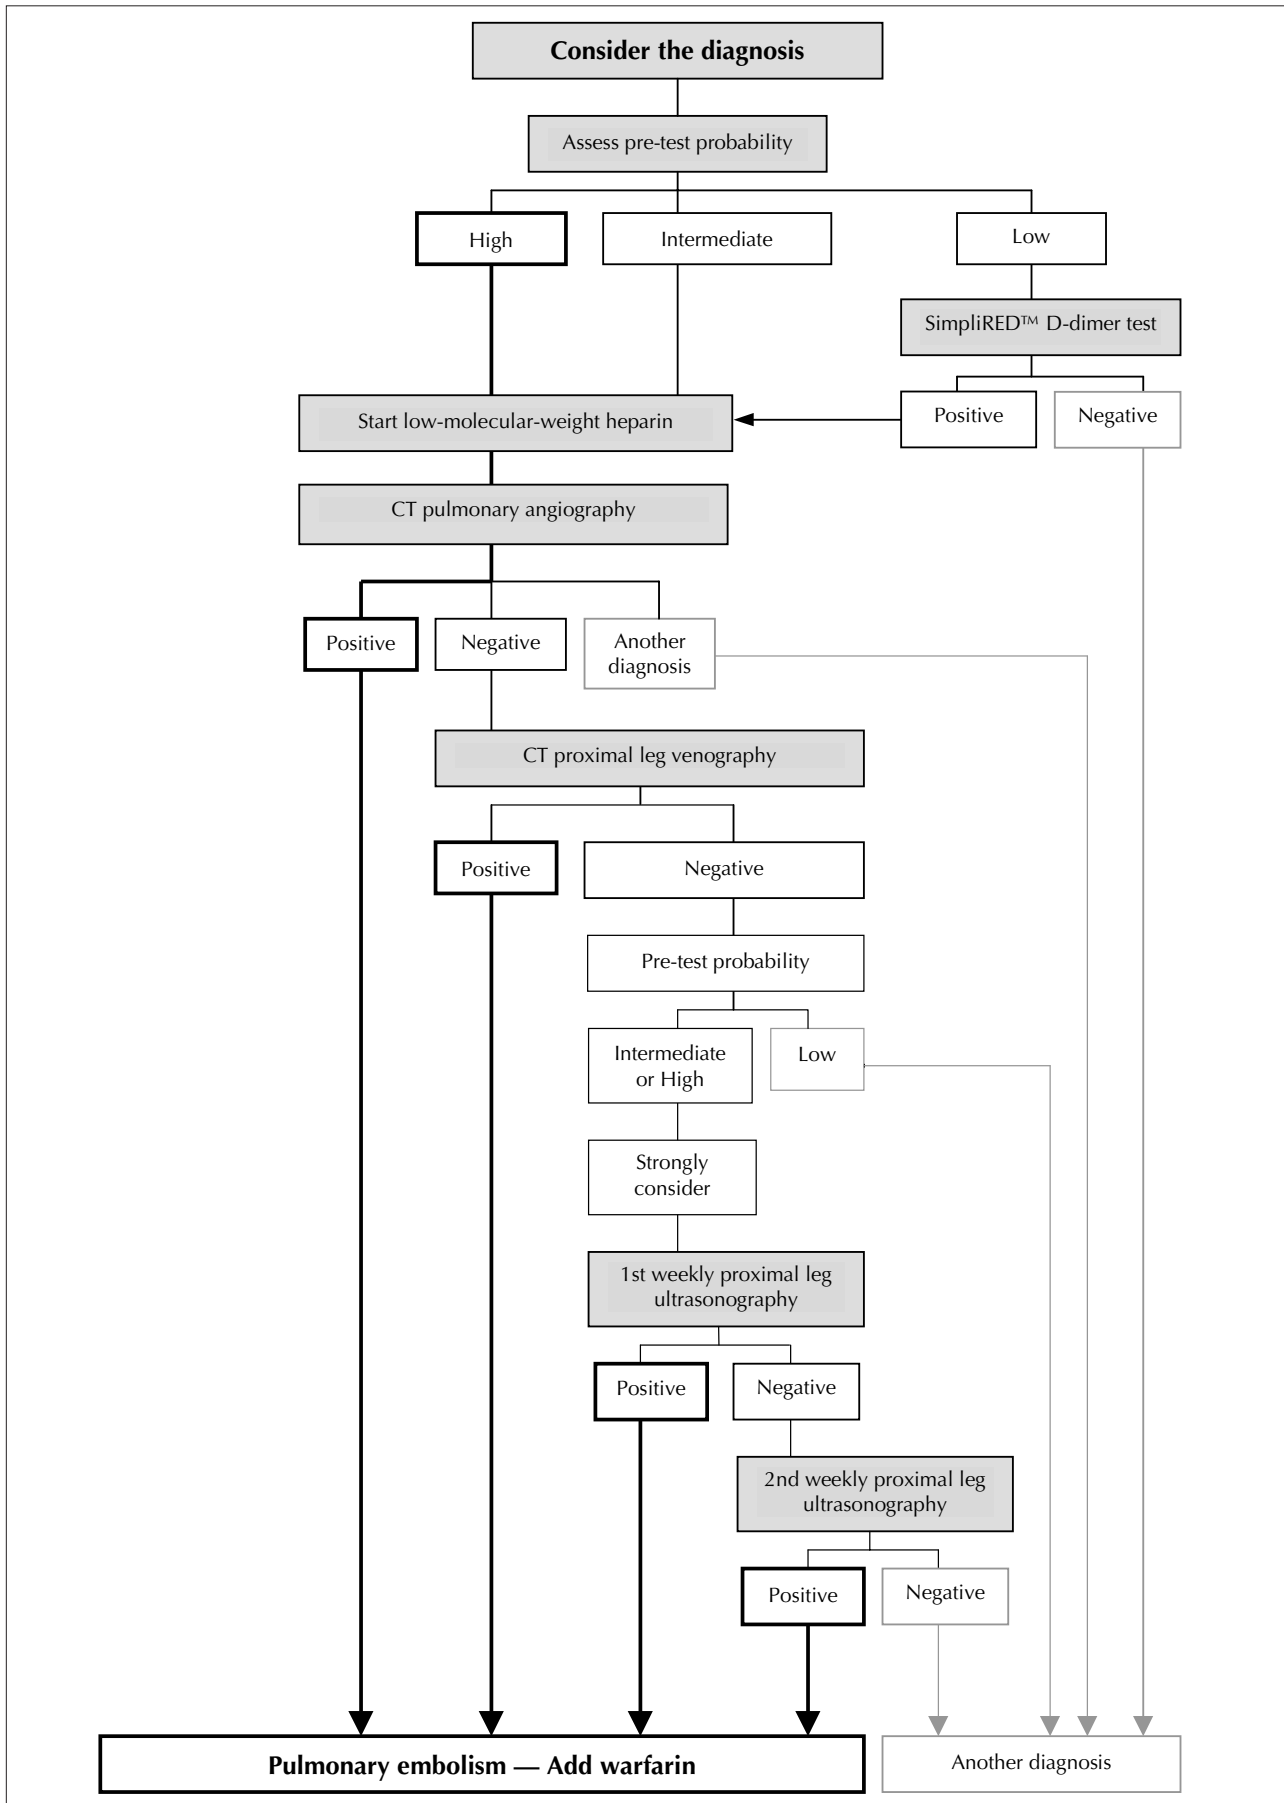 Consider the diagnosis
Assess pre-test probability
High
Intermediate
Low
SimpliRED™ D-dimer test
Positive
Negative
Start low-molecular-weight heparin
CT pulmonary angiography
Positive
Negative
Another
diagnosis
CT proximal leg venography
Positive
Negative
Pre-test probability
Intermediate
or High
Low
Strongly
consider
1st weekly proximal leg
ultrasonography
Positive
Negative
2nd weekly proximal leg
ultrasonography
Positive
Negative
Pulmonary embolism — Add warfarin
Another diagnosis